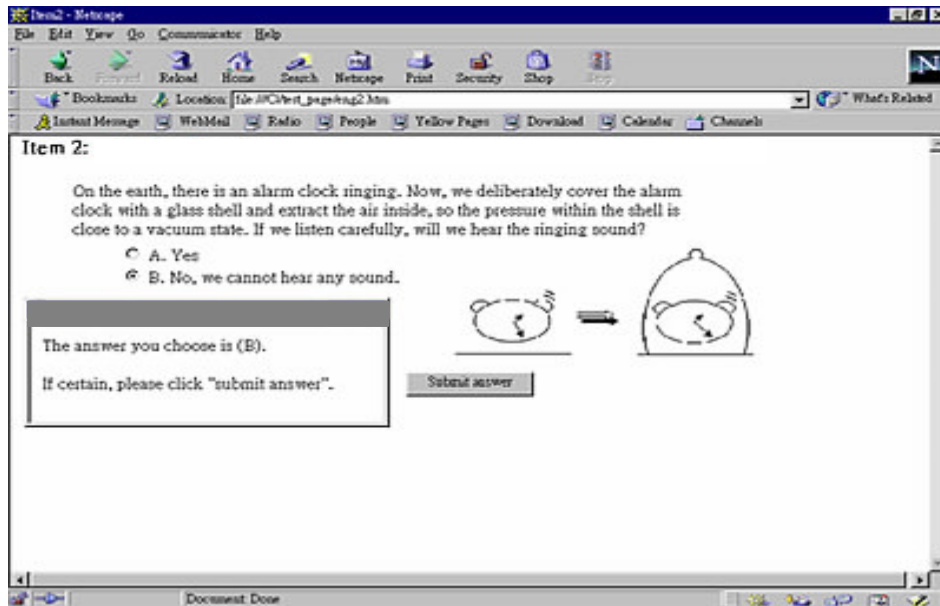 Item2 - Netscape
File Edit View Go Communicator Help
Back Forward Reload Home Search Netscape Print Security Shop Stop
Bookmarks Location: What's Related
Instant Message WebMail Radio People Yellow Pages Download Calendar Channels
Item 2:
On the earth, there is an alarm clock ringing. Now, we deliberately cover the alarm
clock with a glass shell and extract the air inside, so the pressure within the shell is
close to a vacuum state. If we listen carefully, will we hear the ringing sound?
A. Yes
B. No, we cannot hear any sound.
The answer you choose is (B).
If certain, please click "submit answer".
Submit answer
Document: Done